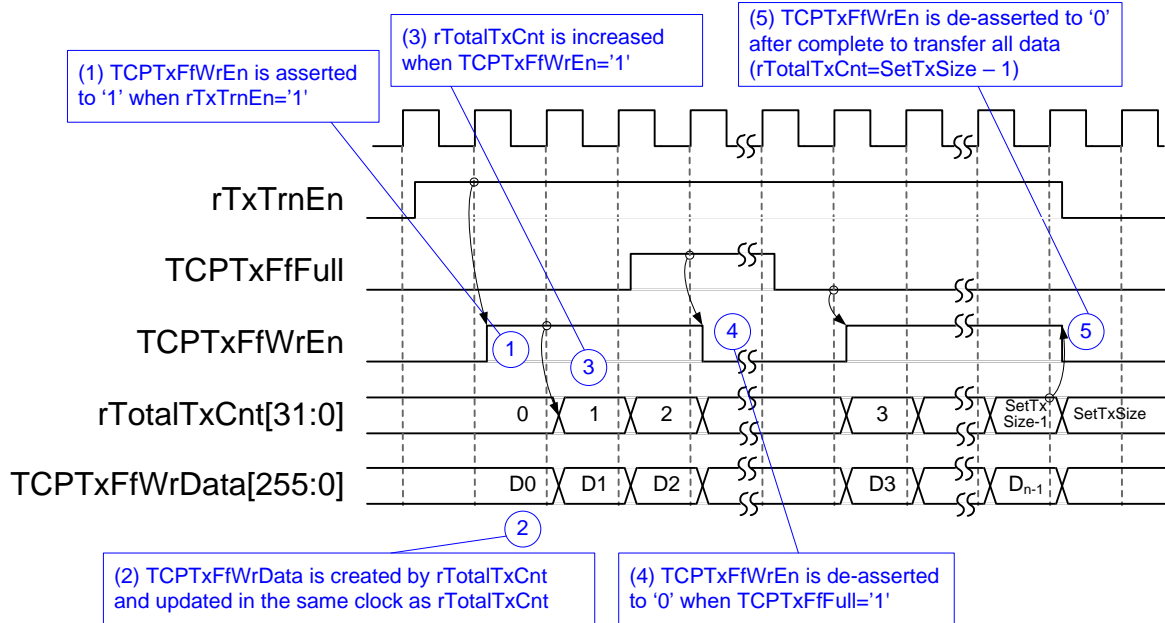 (1) TCPTxFfWrEn is asserted
to ‘1’ when rTxTrnEn='1'
(3) rTotalTxCnt is increased
when TCPTxFfWrEn='1'
(5) TCPTxFfWrEn is de-asserted to ‘0’
after complete to transfer all data
(rTotalTxCnt=SetTxSize – 1)
rTxTrnEn
TCPTxFfFull
TCPTxFfWrEn
1
3
4
5
rTotalTxCnt[31:0]
0 1 2 3 SetTx
Size-1 SetTxSize
TCPTxFfWrData[255:0]
D0 D1 D2 D3 Dn-1
2
(2) TCPTxFfWrData is created by rTotalTxCnt
and updated in the same clock as rTotalTxCnt
(4) TCPTxFfWrEn is de-asserted
to ‘0’ when TCPTxFfFull=’1’